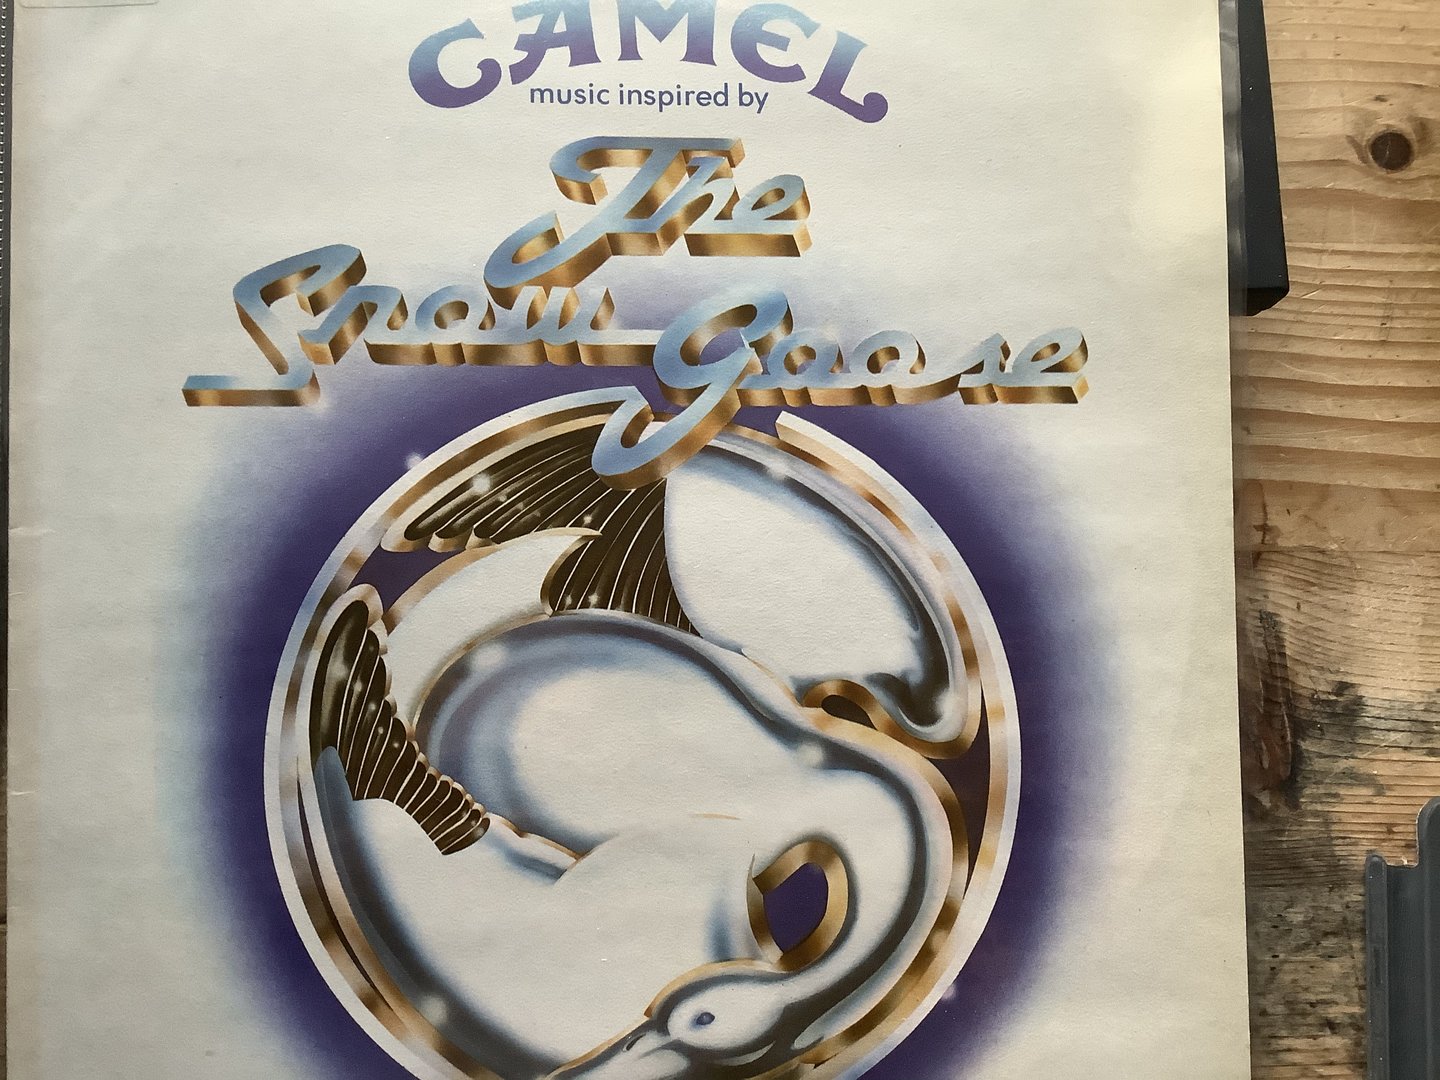 CAMEL
music inspired by
The
Snow Goose